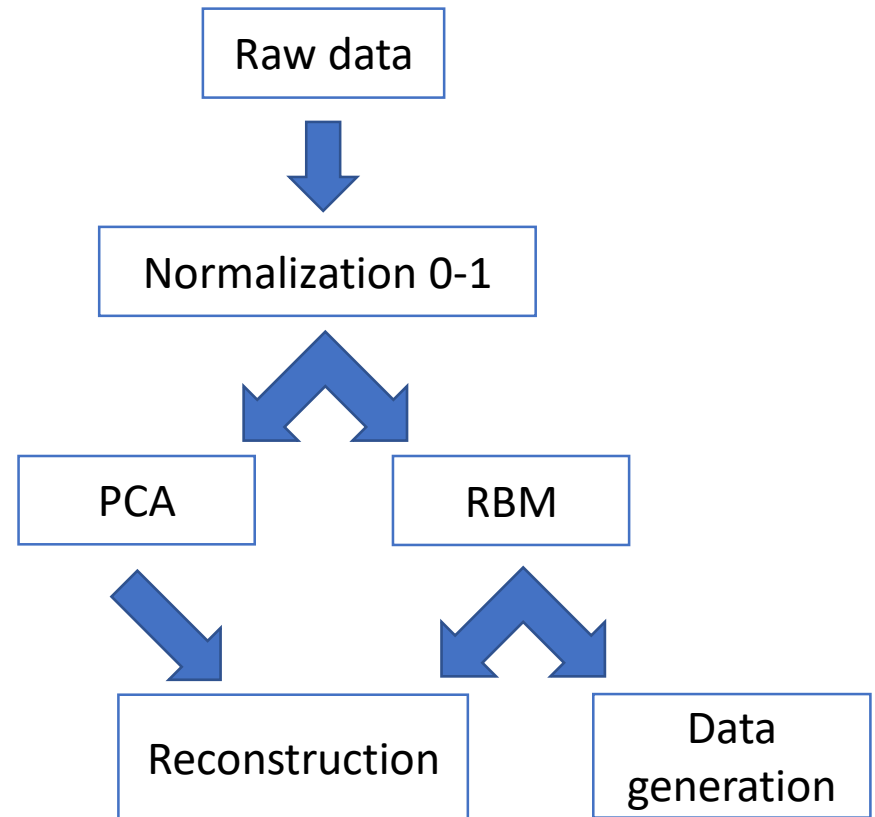 Raw data
Normalization 0-1
PCA
RBM
Reconstruction
Data
generation